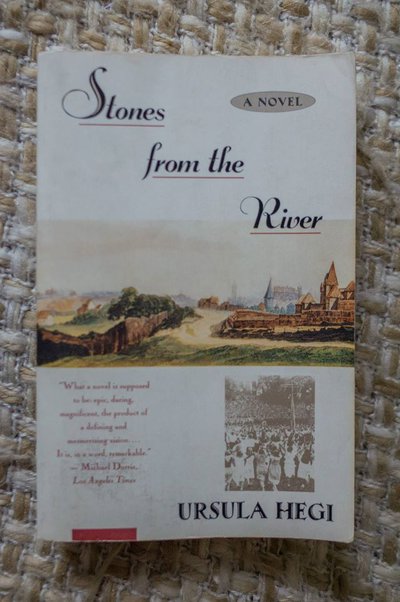 Stones
A NOVEL
from the
River
"What a novel is supposed
to be: epic, daring,
magnificent, the product of
a defining and
mesmerizing vision. . . .
It is, in a word, remarkable."
— Michael Dorris,
Los Angeles Times
URSULA HEGI